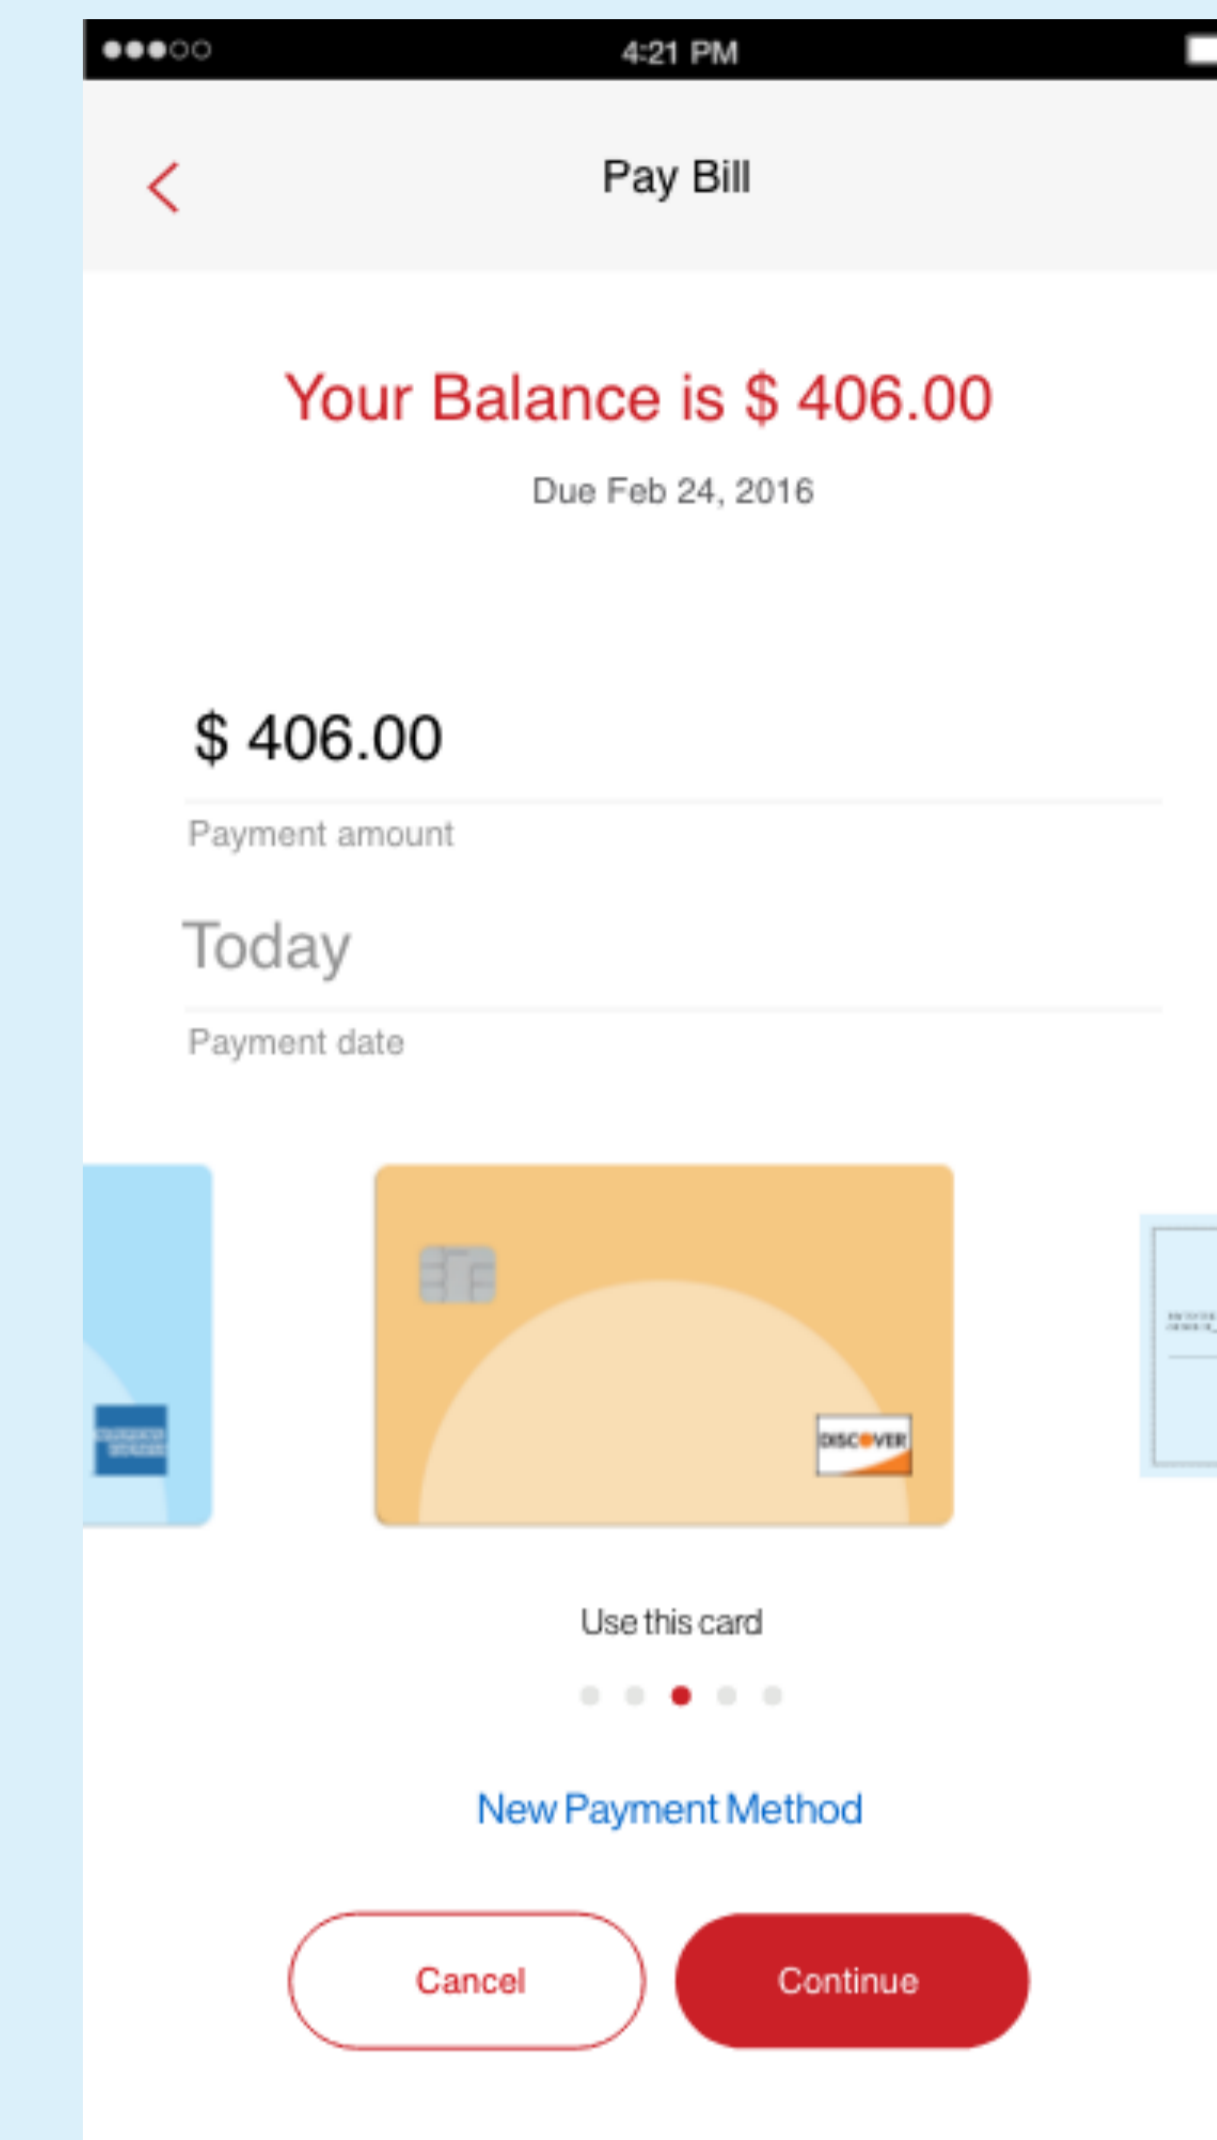 4:21 PM
Pay Bill
Your Balance is $ 406.00
Due Feb 24, 2016
$ 406.00
Payment amount
Today
Payment date
DISCOVER
Use this card
New Payment Method
Cancel
Continue